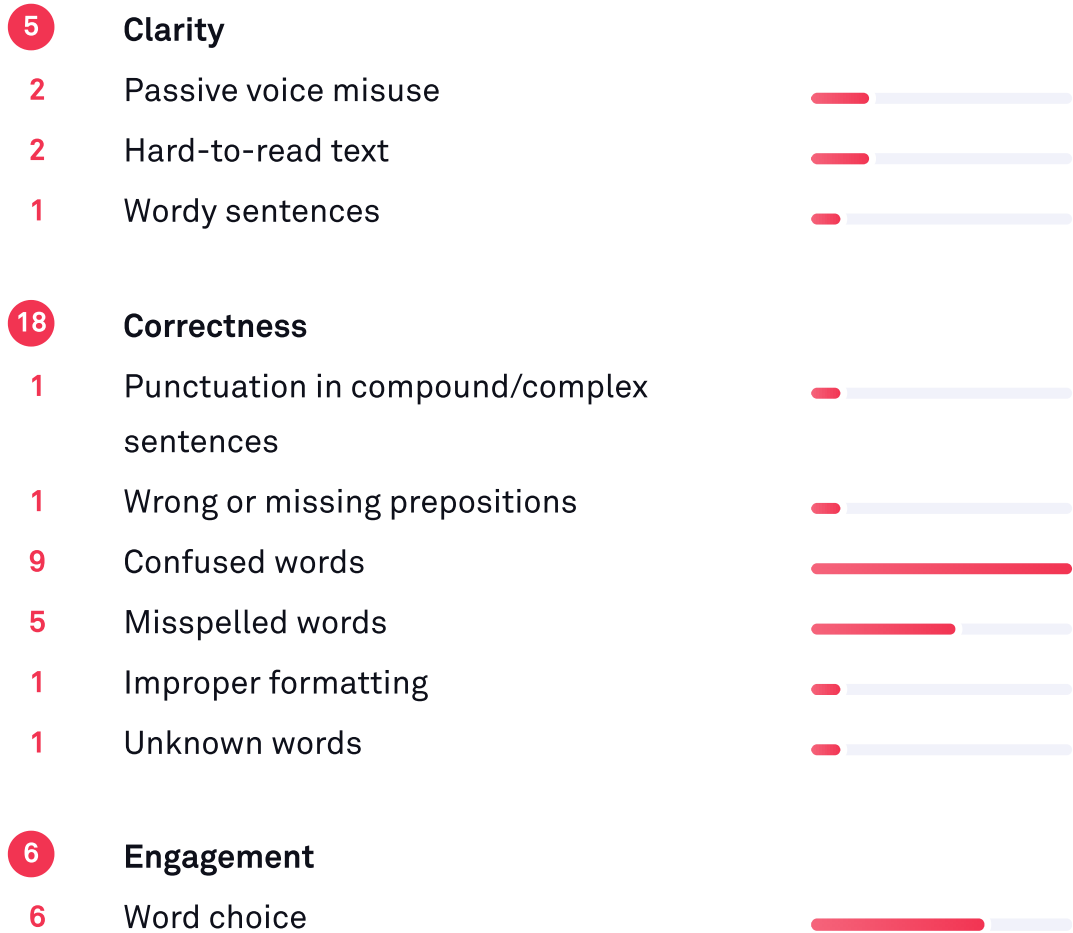 5 Clarity
2 Passive voice misuse
2 Hard-to-read text
1 Wordy sentences
18 Correctness
1 Punctuation in compound/complex
sentences
1 Wrong or missing prepositions
9 Confused words
5 Misspelled words
1 Improper formatting
1 Unknown words
6 Engagement
6 Word choice